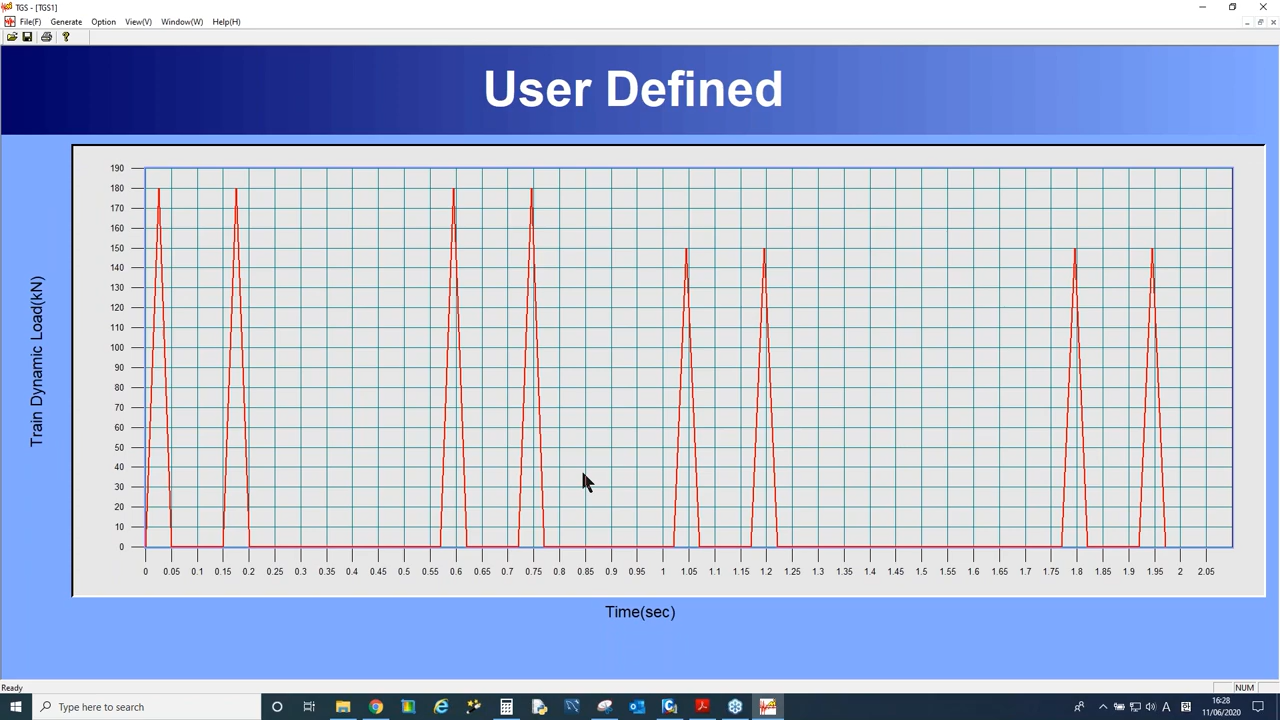 TGS - [TGS1]
File(F) Generate Option View(V) Window(W) Help(H)
User Defined
190
180
170
160
150
140
130
120
110
100
90
80
70
60
50
40
30
20
10
0
Train Dynamic Load(kN)
0 0.05 0.1 0.15 0.2 0.25 0.3 0.35 0.4 0.45 0.5 0.55 0.6 0.65 0.7 0.75 0.8 0.85 0.9 0.95 1 1.05 1.1 1.15 1.2 1.25 1.3 1.35 1.4 1.45 1.5 1.55 1.6 1.65 1.7 1.75 1.8 1.85 1.9 1.95 2 2.05
Time(sec)
Ready
NUM
Type here to search
A
16:28
11/06/2020